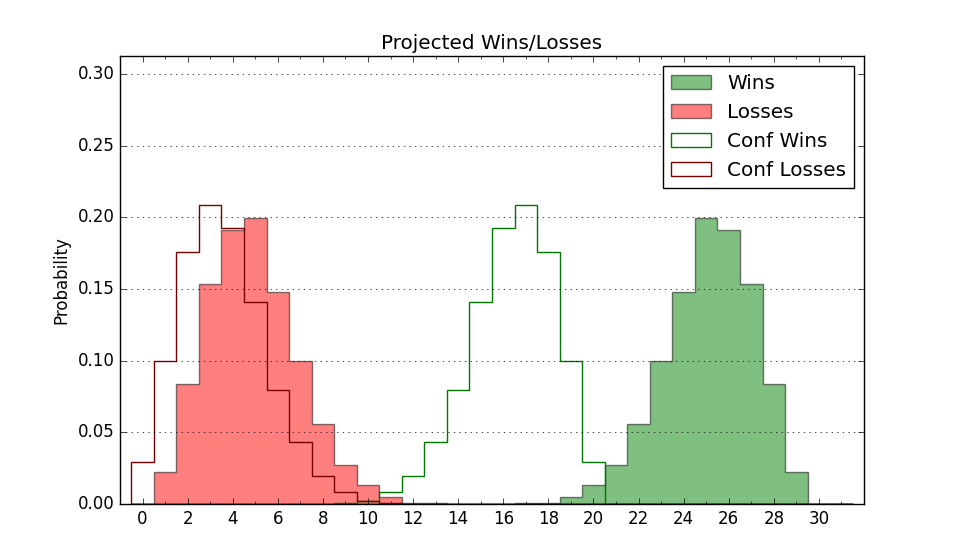 Projected Wins/Losses
0.30
0.25
0.20
0.15
0.10
0.05
0.00
Probability
Wins
Losses
Conf Wins
Conf Losses
0 2 4 6 8 10 12 14 16 18 20 22 24 26 28 30